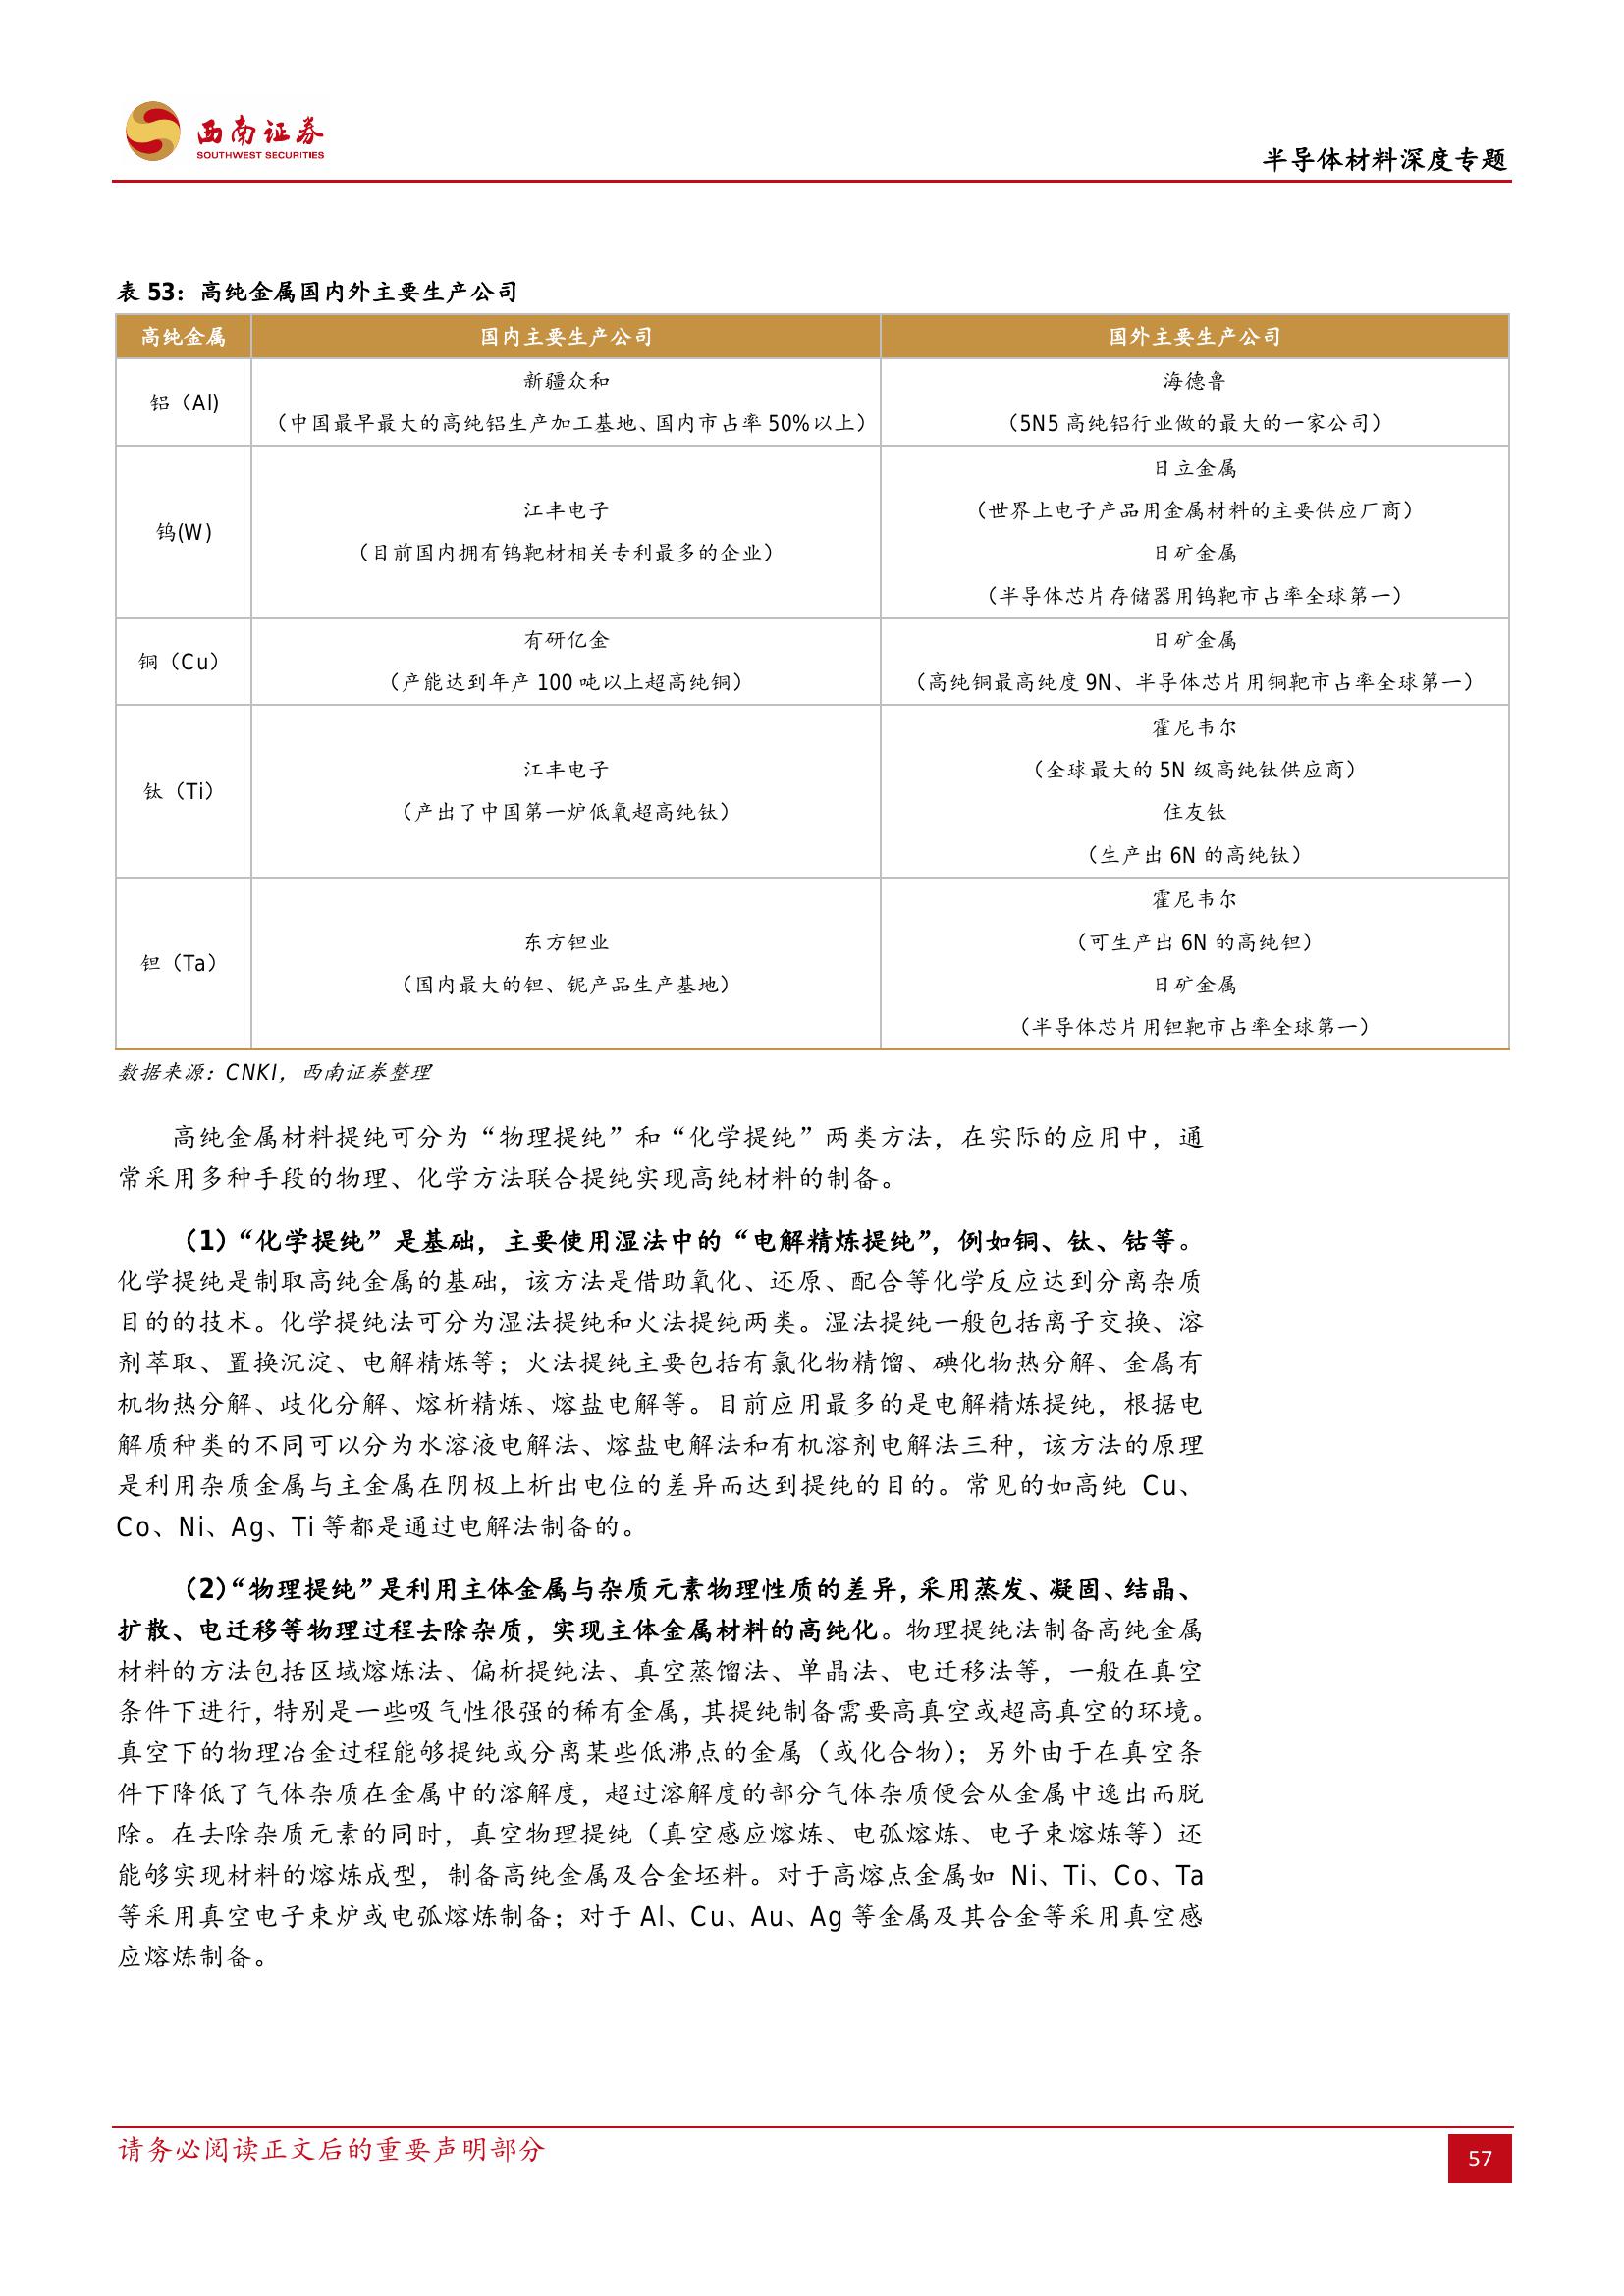 西南证券
SOUTHWEST SECURITIES
半导体材料深度专题
表 53：高纯金属国内外主要生产公司
高纯金属 国内主要生产公司 国外主要生产公司
铝（Al)
新疆众和
（中国最早最大的高纯铝生产加工基地、国内市占率 50%以上）
海德鲁
（5N5 高纯铝行业做的最大的一家公司）
钨(W)
江丰电子
（目前国内拥有钨靶材相关专利最多的企业）
日立金属
（世界上电子产品用金属材料的主要供应厂商）
日矿金属
（半导体芯片存储器用钨靶市占率全球第一）
铜（Cu）
有研亿金
（产能达到年产 100 吨以上超高纯铜）
日矿金属
（高纯铜最高纯度 9N、半导体芯片用铜靶市占率全球第一）
钛（Ti）
江丰电子
（产出了中国第一炉低氧超高纯钛）
霍尼韦尔
（全球最大的 5N 级高纯钛供应商）
住友钛
（生产出 6N 的高纯钛）
钽（Ta）
东方钽业
（国内最大的钽、铌产品生产基地）
霍尼韦尔
（可生产出 6N 的高纯钽）
日矿金属
（半导体芯片用钽靶市占率全球第一）
数据来源：CNKI，西南证券整理
高纯金属材料提纯可分为“物理提纯”和“化学提纯”两类方法，在实际的应用中，通
常采用多种手段的物理、化学方法联合提纯实现高纯材料的制备。
（1）“化学提纯”是基础，主要使用湿法中的“电解精炼提纯”，例如铜、钛、钴等。
化学提纯是制取高纯金属的基础，该方法是借助氧化、还原、配合等化学反应达到分离杂质
目的的技术。化学提纯法可分为湿法提纯和火法提纯两类。湿法提纯一般包括离子交换、溶
剂萃取、置换沉淀、电解精炼等；火法提纯主要包括有氯化物精馏、碘化物热分解、金属有
机物热分解、歧化分解、熔析精炼、熔盐电解等。目前应用最多的是电解精炼提纯，根据电
解质种类的不同可以分为水溶液电解法、熔盐电解法和有机溶剂电解法三种，该方法的原理
是利用杂质金属与主金属在阴极上析出电位的差异而达到提纯的目的。常见的如高纯 Cu、
Co、Ni、Ag、Ti 等都是通过电解法制备的。
（2）“物理提纯”是利用主体金属与杂质元素物理性质的差异，采用蒸发、凝固、结晶、
扩散、电迁移等物理过程去除杂质，实现主体金属材料的高纯化。物理提纯法制备高纯金属
材料的方法包括区域熔炼法、偏析提纯法、真空蒸馏法、单晶法、电迁移法等，一般在真空
条件下进行，特别是一些吸气性很强的稀有金属，其提纯制备需要高真空或超高真空的环境。
真空下的物理冶金过程能够提纯或分离某些低沸点的金属（或化合物）；另外由于在真空条
件下降低了气体杂质在金属中的溶解度，超过溶解度的部分气体杂质便会从金属中逸出而脱
除。在去除杂质元素的同时，真空物理提纯（真空感应熔炼、电弧熔炼、电子束熔炼等）还
能够实现材料的熔炼成型，制备高纯金属及合金坯料。对于高熔点金属如 Ni、Ti、Co、Ta
等采用真空电子束炉或电弧熔炼制备；对于 Al、Cu、Au、Ag 等金属及其合金等采用真空感
应熔炼制备。
请务必阅读正文后的重要声明部分
57